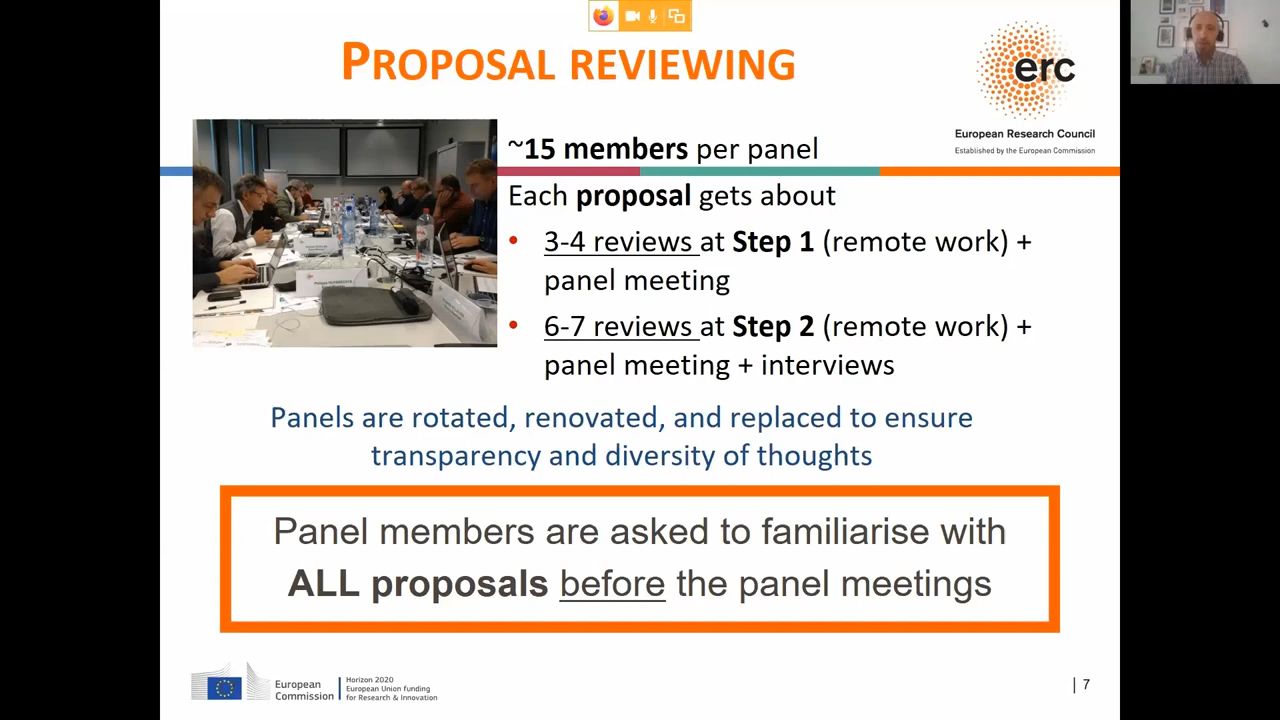 PROPOSAL REVIEWING
erc
European Research Council
Established by the European Commission
~15 members per panel
Each proposal gets about
• 3-4 reviews at Step 1 (remote work) +
panel meeting
• 6-7 reviews at Step 2 (remote work) +
panel meeting + interviews
Panels are rotated, renovated, and replaced to ensure
transparency and diversity of thoughts
Panel members are asked to familiarise with
ALL proposals before the panel meetings
European
Commission
Horizon 2020
European Union funding
for Research & Innovation
| 7